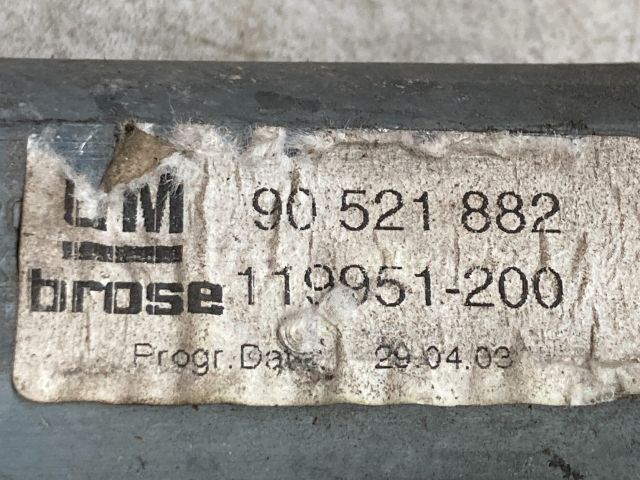 GM 90 521 882
brose 119951-200
Progr. Date 29.04.03